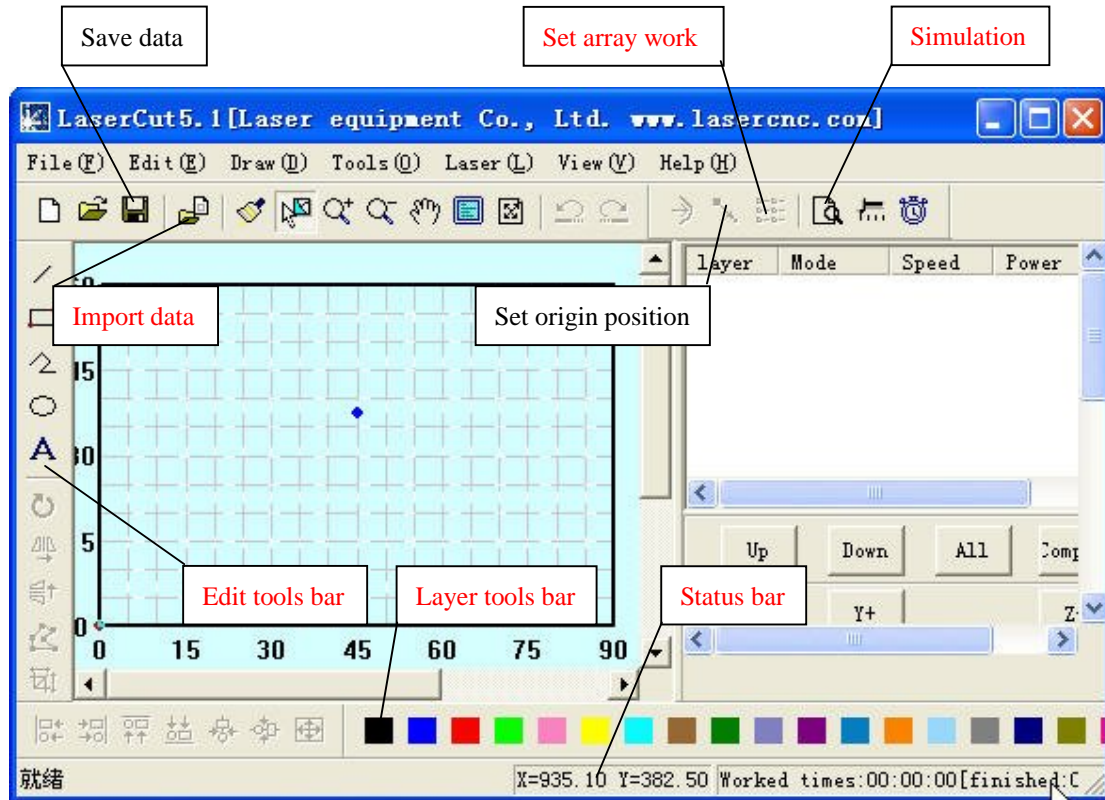 Save data
Set array work
Simulation
LaserCut5.1[Laser equipment Co., Ltd. www.lasercnc.com]
File(F) Edit(E) Draw(D) Tools(O) Laser(L) View(V) Help(H)
layer Mode Speed Power
Import data
Set origin position
15
30
5
Up Down All Comp
Edit tools bar
Layer tools bar
Status bar
Y+ Z
0
0 15 30 45 60 75 90
A
就绪
X=935.10 Y=382.50 Worked times:00:00:00[finished: